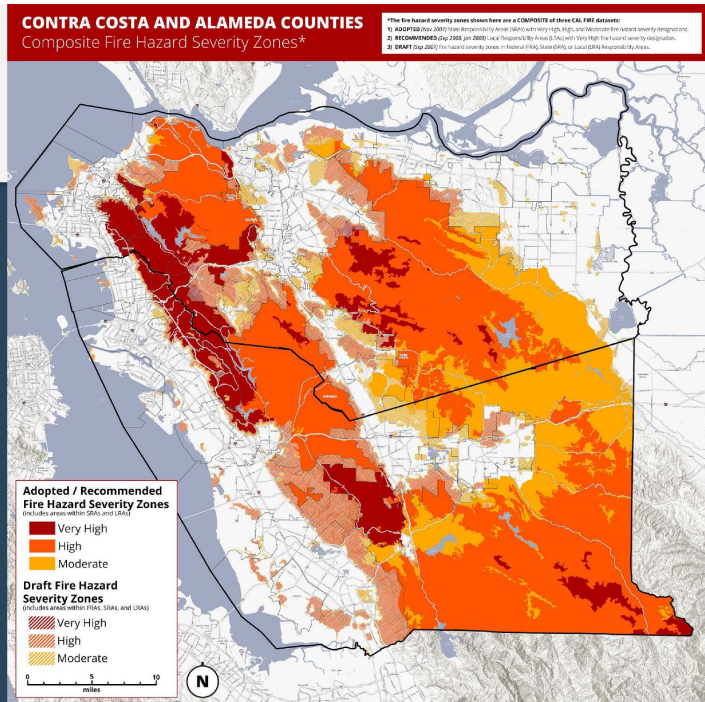 CONTRA COSTA AND ALAMEDA COUNTIES
Composite Fire Hazard Severity Zones*
*The fire hazard severity zones shown here are a COMPOSITE of three CAL FIRE datasets:
1) ADOPTED (Nov 2007) State Responsibility Areas (SRAs) with Very High, High, and Moderate fire hazard severity designations.
2) RECOMMENDED (Sep 2008, Jan 2009) Local Responsibility Areas (LRAs) with Very High fire hazard severity designation.
3) DRAFT (Sep 2007) Fire hazard severity zones in Federal (FRA), State (SRA), or Local (LRA) Responsibility Areas.
Adopted / Recommended
Fire Hazard Severity Zones
(includes areas within SRAs and LRAs)
Very High
High
Moderate
Draft Fire Hazard
Severity Zones
(includes areas within FRAs, SRAs, and LRAs)
Very High
High
Moderate
0 5 10
miles
N